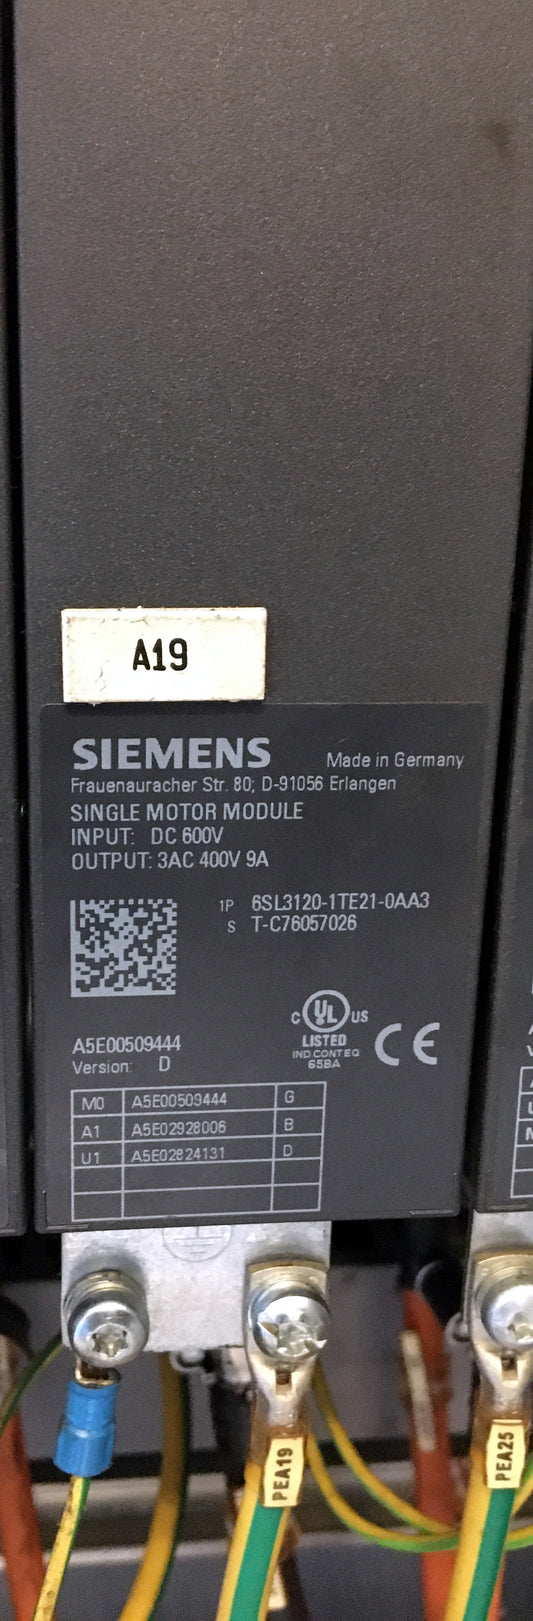 A19
SIEMENS Made in Germany
Frauenauracher Str. 80; D-91056 Erlangen
SINGLE MOTOR MODULE
INPUT: DC 600V
OUTPUT: 3AC 400V 9A
1P 6SL3120-1TE21-0AA3
S T-C76057026
C UL US
LISTED
IND CONT EQ
65BA
CE
A5E00509444
Version: D
M0 A5E00509444 G
A1 A5E02928006 B
U1 A5E02824131 D
PEA19
PEA25